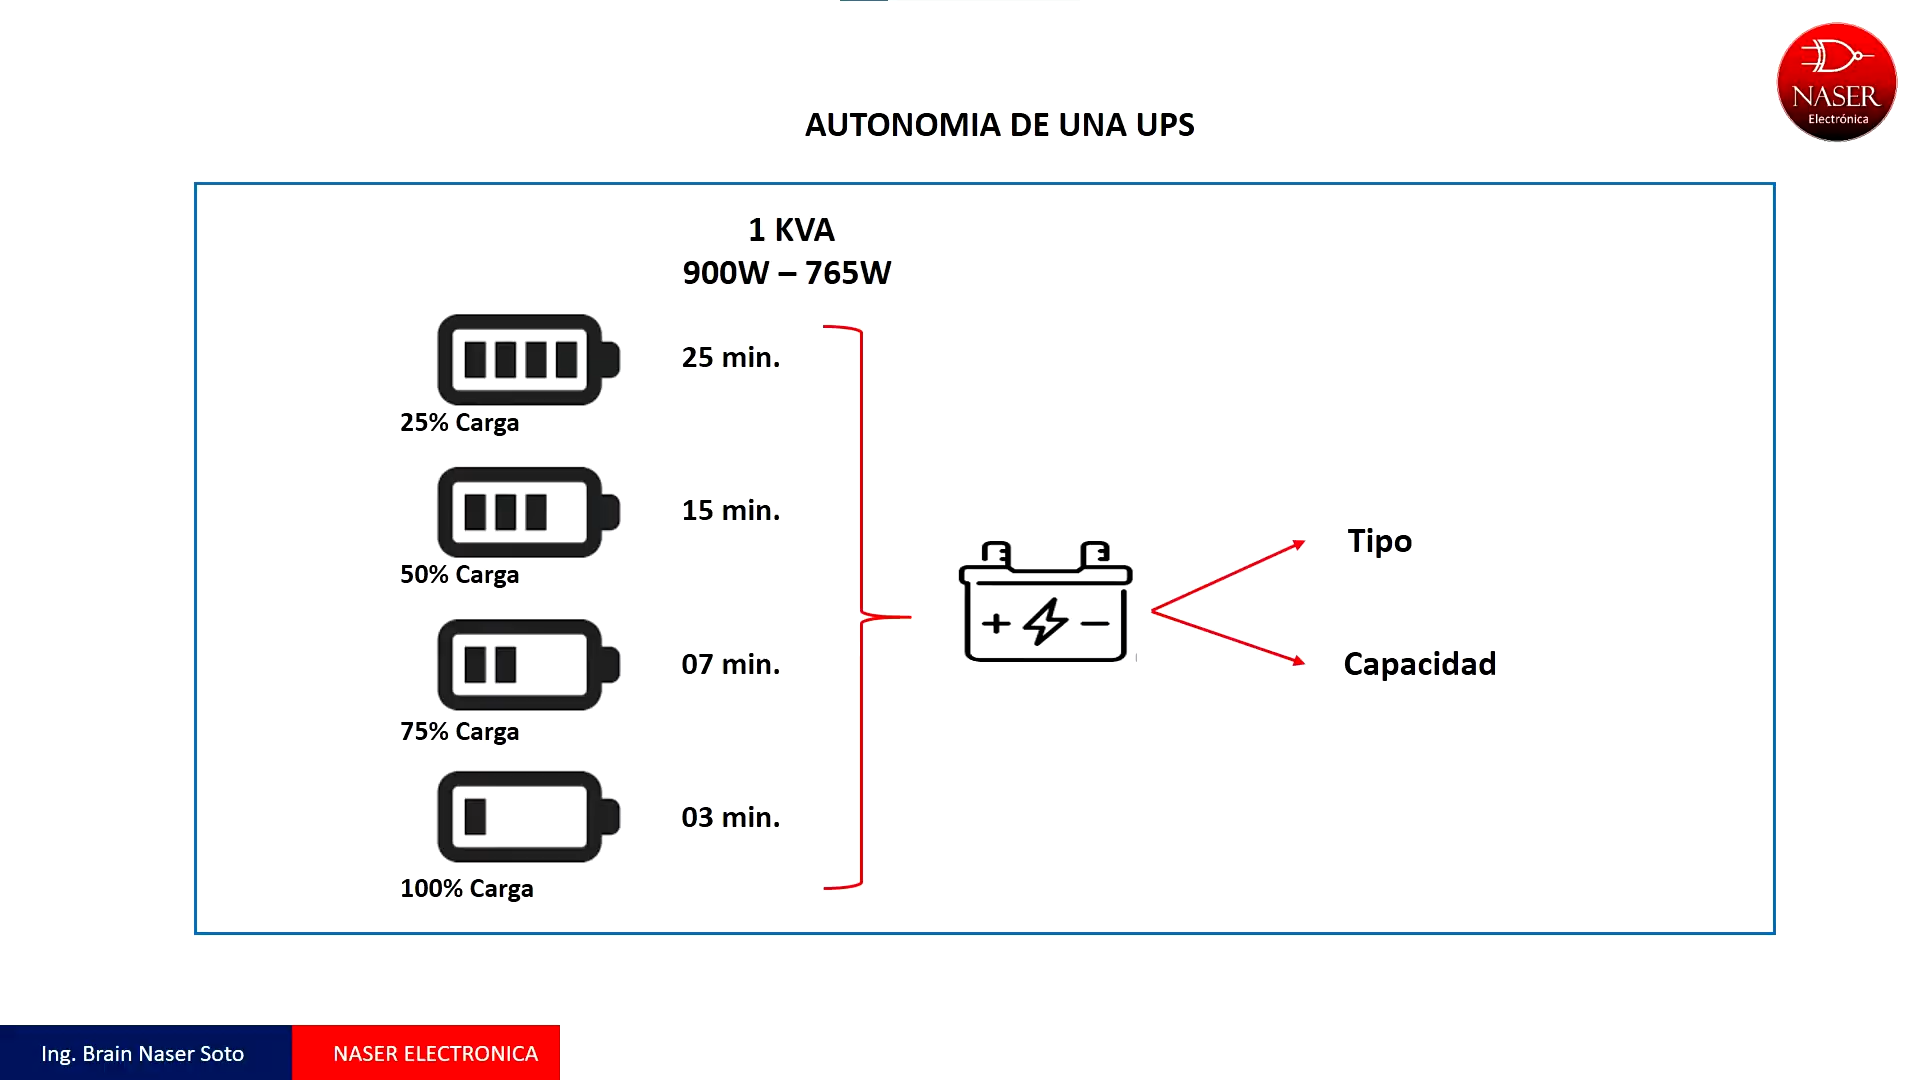 NASER
Electrónica
AUTONOMIA DE UNA UPS
1 KVA
900W – 765W
25 min.
25% Carga
15 min.
50% Carga
07 min.
75% Carga
03 min.
100% Carga
Tipo
Capacidad
Ing. Brain Naser Soto
NASER ELECTRONICA